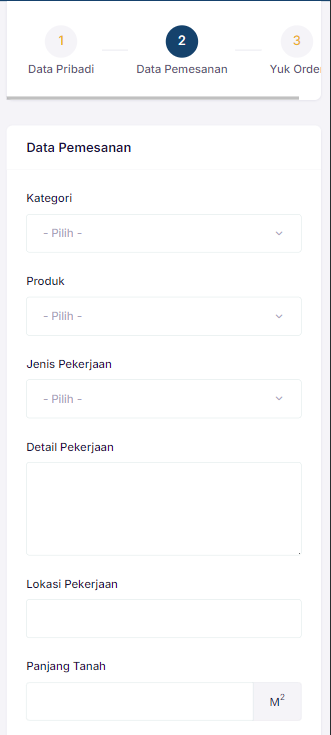 1 2 3
Data Pribadi Data Pemesanan Yuk Order
Data Pemesanan
Kategori
- Pilih -
Produk
- Pilih -
Jenis Pekerjaan
- Pilih -
Detail Pekerjaan
Lokasi Pekerjaan
Panjang Tanah
M²